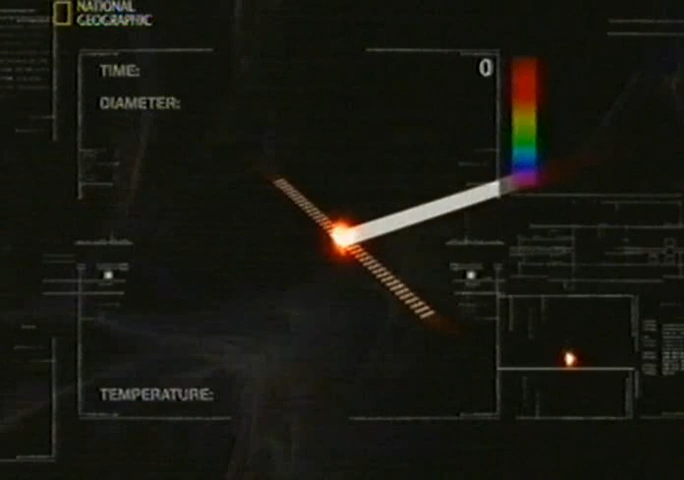 NATIONAL
GEOGRAPHIC
TIME:
0
DIAMETER:
TEMPERATURE: